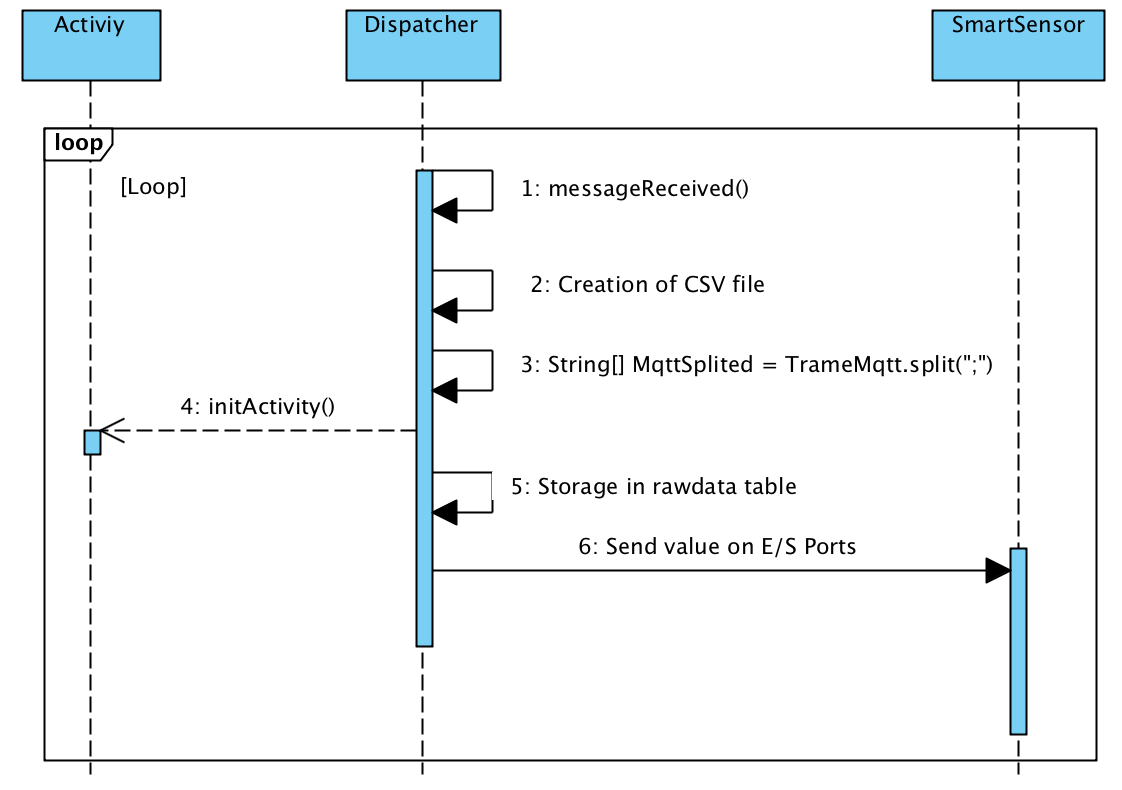 Activiy
Dispatcher
SmartSensor
loop
[Loop]
1: messageReceived()
2: Creation of CSV file
3: String[] MqttSplited = TrameMqtt.split(";")
4: initActivity()
5: Storage in rawdata table
6: Send value on E/S Ports